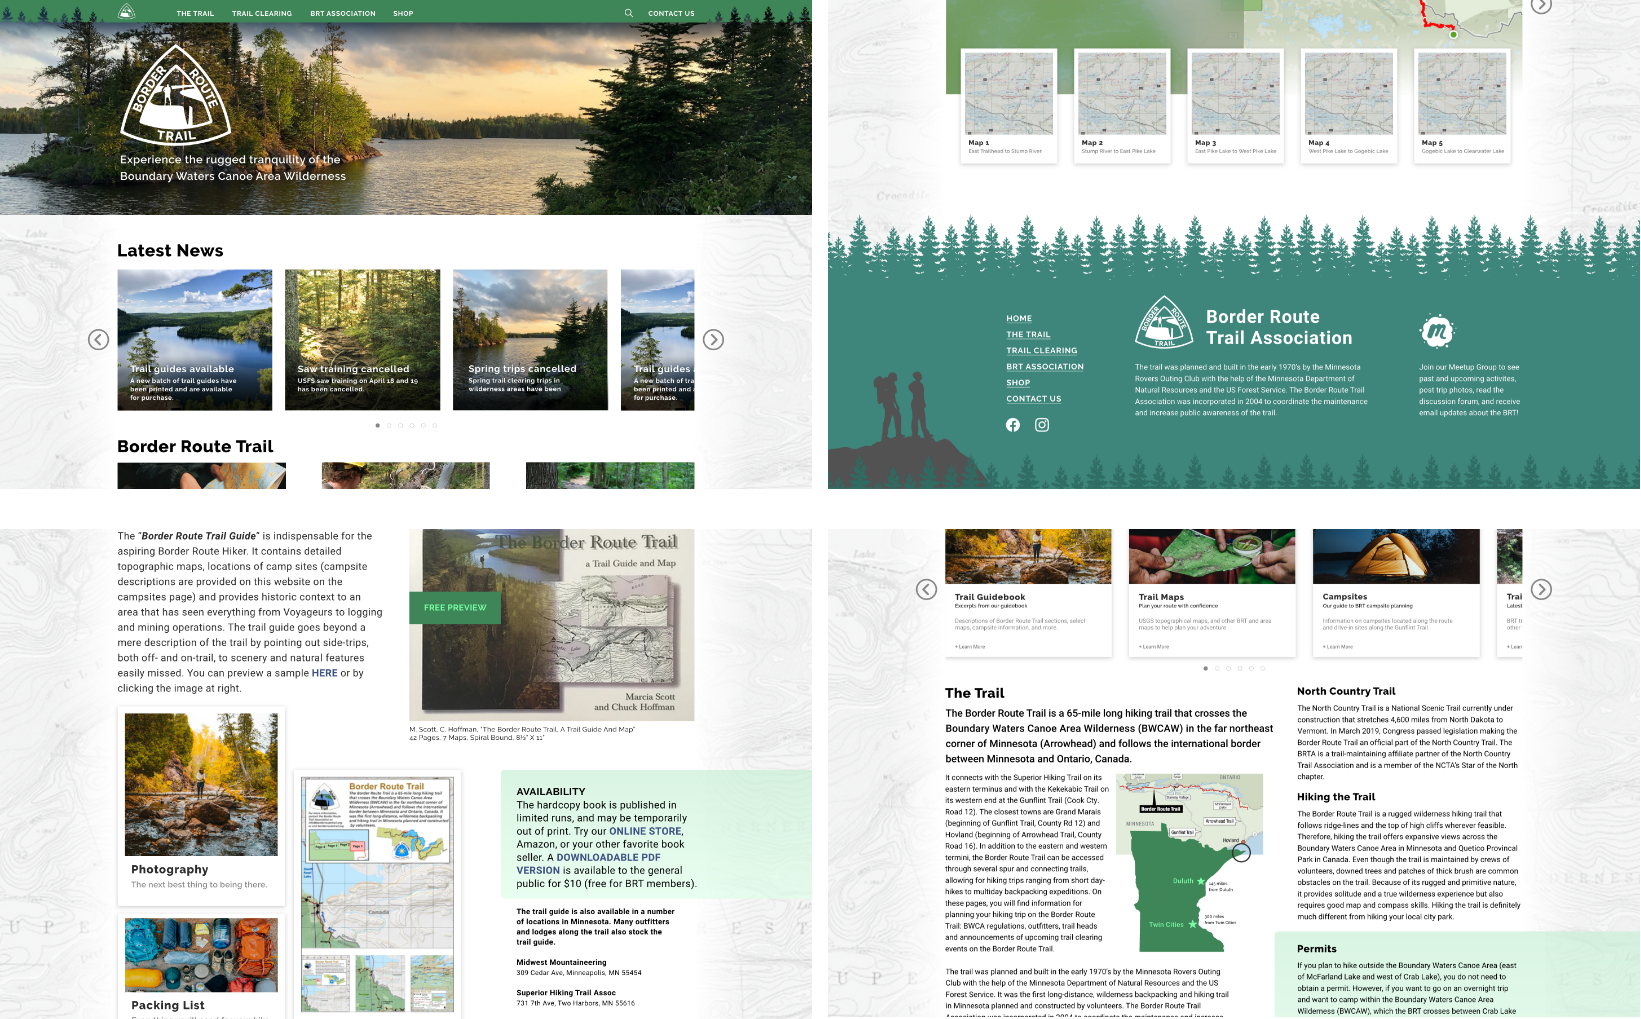 THE TRAIL
TRAIL CLEARING
BRT ASSOCIATION
SHOP
CONTACT US
BORDER ROUTE TRAIL
Experience the rugged tranquility of the
Boundary Waters Canoe Area Wilderness
Latest News
Trail guides available
A new batch of trail guides have
been printed and are available
for purchase.
Saw training cancelled
USFS saw training on April 18 and 19
has been cancelled.
Spring trips cancelled
Spring trail clearing trips in
wilderness areas have been
Trail guides
A new batch of tra
been printed and
for purchase.
Border Route Trail
Map 1
East Trailhead to Stump River
Map 2
Stump River to East Pike Lake
Map 3
East Pike Lake to West Pike Lake
Map 4
West Pike Lake to Gogebic Lake
Map 5
Gogebic Lake to Clearwater Lake
Crocodile
Crocodile
HOME
THE TRAIL
TRAIL CLEARING
BRT ASSOCIATION
SHOP
CONTACT US
BORDER ROUTE TRAIL
Border Route
Trail Association
The trail was planned and built in the early 1970's by the Minnesota
Rovers Outing Club with the help of the Minnesota Department of
Natural Resources and the US Forest Service. The Border Route Trail
Association was incorporated in 2004 to coordinate the maintenance
and increase public awareness of the trail.
m
Join our Meetup Group to see
past and upcoming activites,
post trip photos, read the
discussion forum, and receive
email updates about the BRT!
The "Border Route Trail Guide" is indispensable for the
aspiring Border Route Hiker. It contains detailed
topographic maps, locations of camp sites (campsite
descriptions are provided on this website on the
campsites page) and provides historic context to an
area that has seen everything from Voyageurs to logging
and mining operations. The trail guide goes beyond a
mere description of the trail by pointing out side-trips,
both off- and on-trail, to scenery and natural features
easily missed. You can preview a sample HERE or by
clicking the image at right.
The Border Route Trail
a Trail Guide and Map
FREE PREVIEW
Marcia Scott
and Chuck Hoffman
M. Scott, C. Hoffman, "The Border Route Trail, A Trail Guide And Map"
42 Pages. 7 Maps. Spiral Bound, 8½" X 11"
Photography
The next best thing to being there.
Packing List
Border Route Trail
Canada
AVAILABILITY
The hardcopy book is published in
limited runs, and may be temporarily
out of print. Try our ONLINE STORE,
Amazon, or your other favorite book
seller. A DOWNLOADABLE PDF
VERSION is available to the general
public for $10 (free for BRT members).
The trail guide is also available in a number
of locations in Minnesota. Many outfitters
and lodges along the trail also stock the
trail guide.
Midwest Mountaineering
309 Cedar Ave, Minneapolis, MN 55454
Superior Hiking Trail Assoc
731 7th Ave, Two Harbors, MN 55616
Trail Guidebook
Excerpts from our guidebook
Descriptions of Border Route Trail sections, select
maps, campsite information, and more.
+ Learn More
Trail Maps
Plan your route with confidence
USGS topographical maps, and other BRT and area
maps to help plan your adventure.
+ Learn More
Campsites
Our guide to BRT campsite planning
Information on campsites located along the route
and drive-in sites along the Gunflint Trail.
+ Learn More
Trai
Latest
BRT tr
other
The Trail
The Border Route Trail is a 65-mile long hiking trail that crosses the
Boundary Waters Canoe Area Wilderness (BWCAW) in the far northeast
corner of Minnesota (Arrowhead) and follows the international border
between Minnesota and Ontario, Canada.
It connects with the Superior Hiking Trail on its
eastern terminus and with the Kekekabic Trail on
its western end at the Gunflint Trail (Cook Cty.
Road 12). The closest towns are Grand Marais
(beginning of Gunflint Trail, County Rd 12) and
Hovland (beginning of Arrowhead Trail, County
Road 16). In addition to the eastern and western
termini, the Border Route Trail can be accessed
through several spur and connecting trails,
allowing for hiking trips ranging from short day-
hikes to multiday backpacking expeditions. On
these pages, you will find information for
planning your hiking trip on the Border Route
Trail: BWCA regulations, outfitters, trail heads
and announcements of upcoming trail clearing
events on the Border Route Trail.
ONTARIO
Border Route Trail
MINNESOTA
Arrowhead Trail
Gunflint Trail
Hovland
Duluth
145 miles
from Duluth
300 miles
from Twin Cities
Twin Cities
The trail was planned and built in the early 1970's by the Minnesota Rovers Outing
Club with the help of the Minnesota Department of Natural Resources and the US
Forest Service. It was the first long-distance, wilderness backpacking and hiking trail
in Minnesota planned and constructed by volunteers. The Border Route Trail
Association was incorporated in 2004 to coordinate the maintenance and increase
North Country Trail
The North Country Trail is a National Scenic Trail currently under
construction that stretches 4,600 miles from North Dakota to
Vermont. In March 2019, Congress passed legislation making the
Border Route Trail an official part of the North Country Trail. The
BRTA is a trail-maintaining affiliate partner of the North Country
Trail Association and is a member of the NCTA's Star of the North
chapter.
Hiking the Trail
The Border Route Trail is a rugged wilderness hiking trail that
follows ridge-lines and the top of high cliffs wherever feasible.
Therefore, hiking the trail offers expansive views across the
Boundary Waters Canoe Area in Minnesota and Quetico Provincial
Park in Canada. Even though the trail is maintained by crews of
volunteers, downed trees and patches of thick brush are common
obstacles on the trail. Because of its rugged and primitive nature,
it provides solitude and a true wilderness experience but also
requires good map and compass skills. Hiking the trail is definitely
much different from hiking your local city park.
Permits
If you plan to hike outside the Boundary Waters Canoe Area (east
of McFarland Lake and west of Crab Lake), you do not need to
obtain a permit. However, if you want to go on an overnight trip
and want to camp within the Boundary Waters Canoe Area
Wilderness (BWCAW), which the BRT crosses between Crab Lake